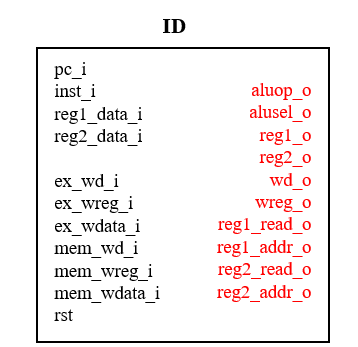 ID
pc_i
inst_i aluop_o
reg1_data_i alusel_o
reg2_data_i reg1_o
reg2_o
ex_wd_i wd_o
ex_wreg_i wreg_o
ex_wdata_i reg1_read_o
mem_wd_i reg1_addr_o
mem_wreg_i reg2_read_o
mem_wdata_i reg2_addr_o
rst